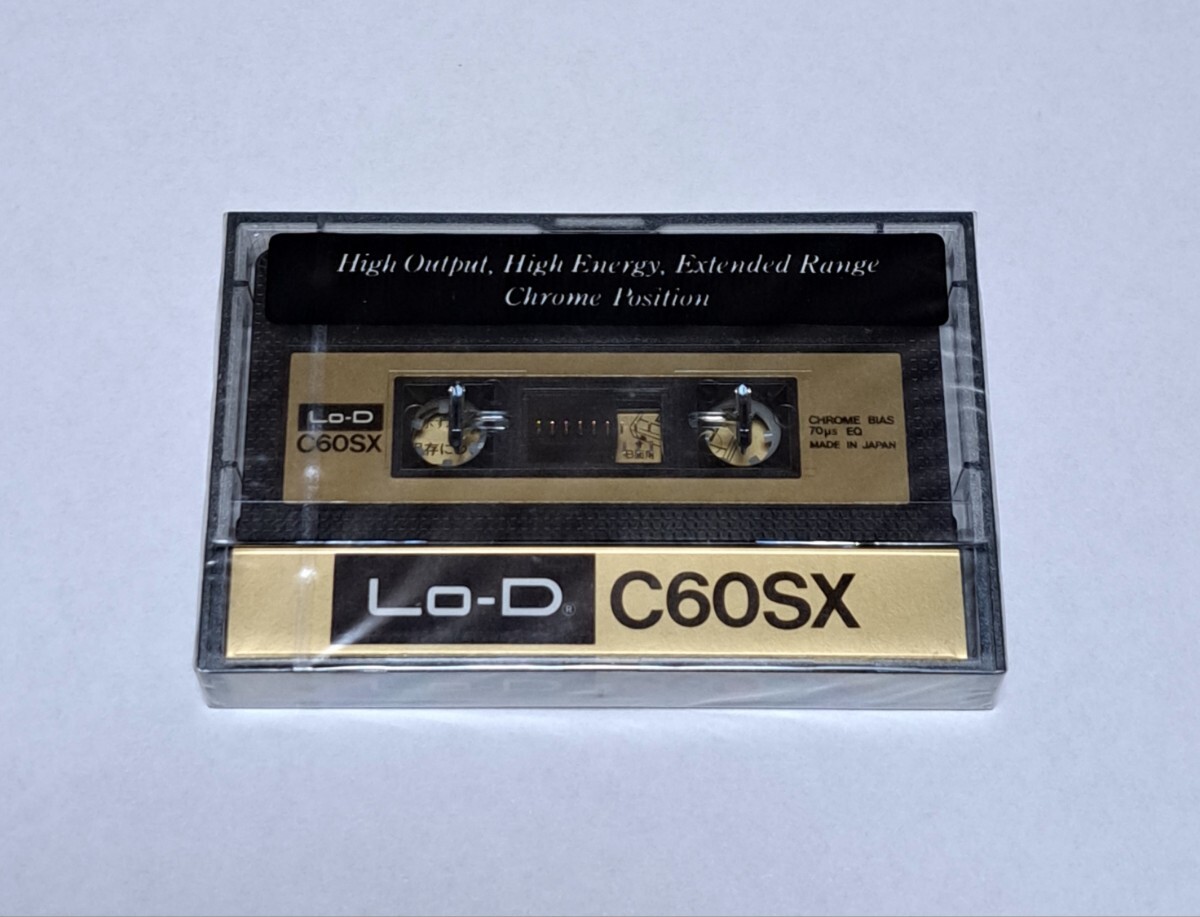 High Output, High Energy, Extended Range
Chrome Position
Lo-D
C60SX
CHROME BIAS
70μs EQ
MADE IN JAPAN
Lo-D® C60SX